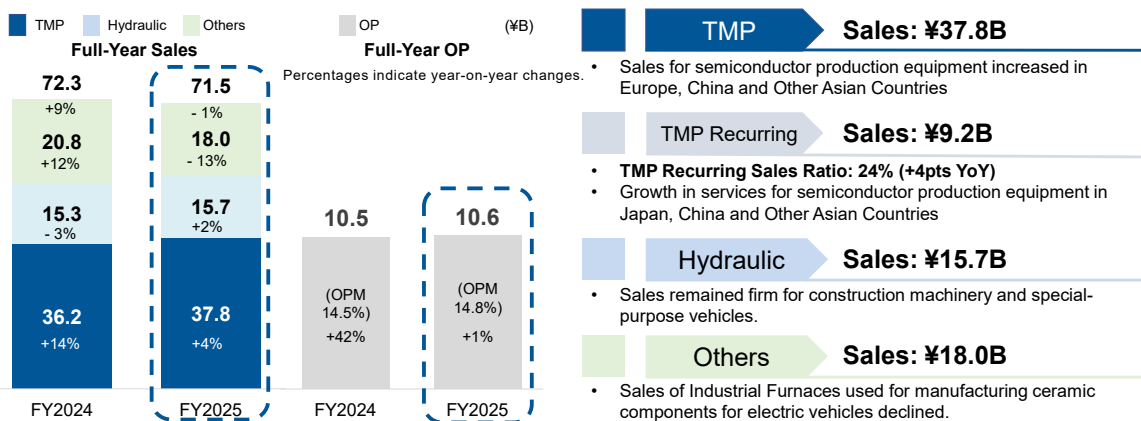 TMP Hydraulic Others OP (¥B)
Full-Year Sales Full-Year OP
Percentages indicate year-on-year changes.
72.3
+9%
20.8
+12%
15.3
- 3%
36.2
+14%
FY2024
71.5
- 1%
18.0
- 13%
15.7
+2%
37.8
+4%
FY2025
10.5
(OPM
14.5%)
+42%
FY2024
10.6
(OPM
14.8%)
+1%
FY2025
TMP Sales: ¥37.8B
• Sales for semiconductor production equipment increased in
Europe, China and Other Asian Countries
TMP Recurring Sales: ¥9.2B
• TMP Recurring Sales Ratio: 24% (+4pts YoY)
• Growth in services for semiconductor production equipment in
Japan, China and Other Asian Countries
Hydraulic Sales: ¥15.7B
• Sales remained firm for construction machinery and special-
purpose vehicles.
Others Sales: ¥18.0B
• Sales of Industrial Furnaces used for manufacturing ceramic
components for electric vehicles declined.